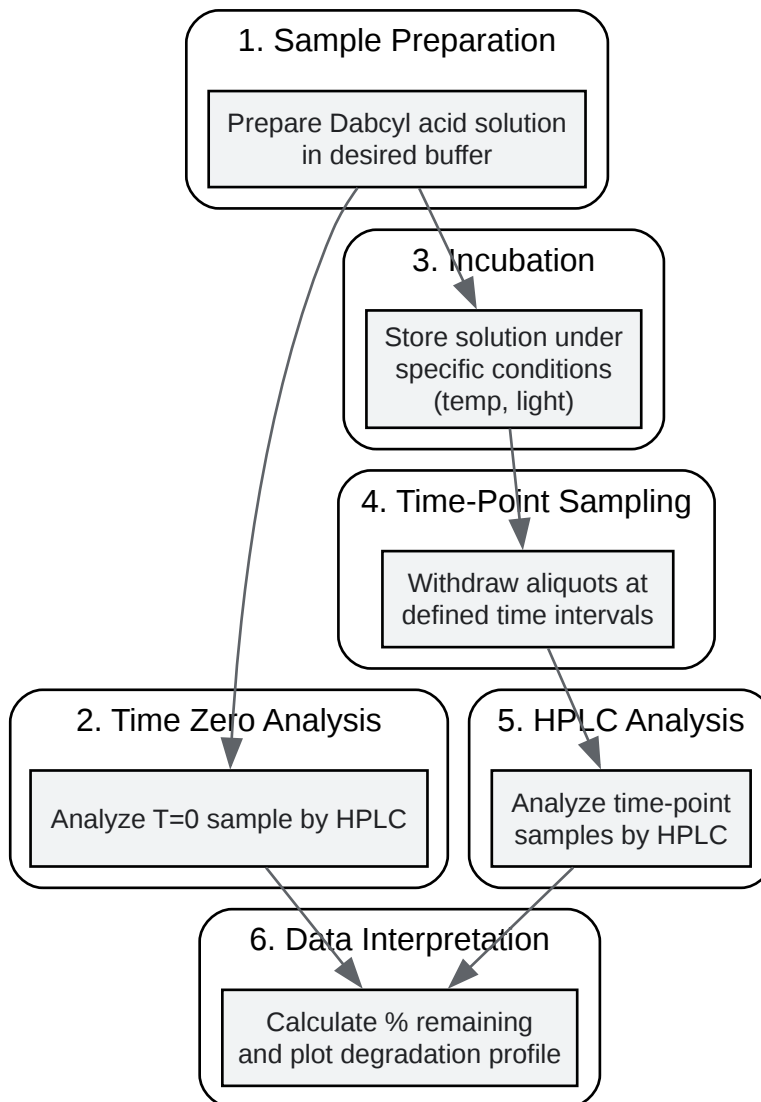 1. Sample Preparation
Prepare Dabcyl acid solution
in desired buffer
3. Incubation
Store solution under
specific conditions
(temp, light)
4. Time-Point Sampling
Withdraw aliquots at
defined time intervals
2. Time Zero Analysis
Analyze T=0 sample by HPLC
5. HPLC Analysis
Analyze time-point
samples by HPLC
6. Data Interpretation
Calculate % remaining
and plot degradation profile